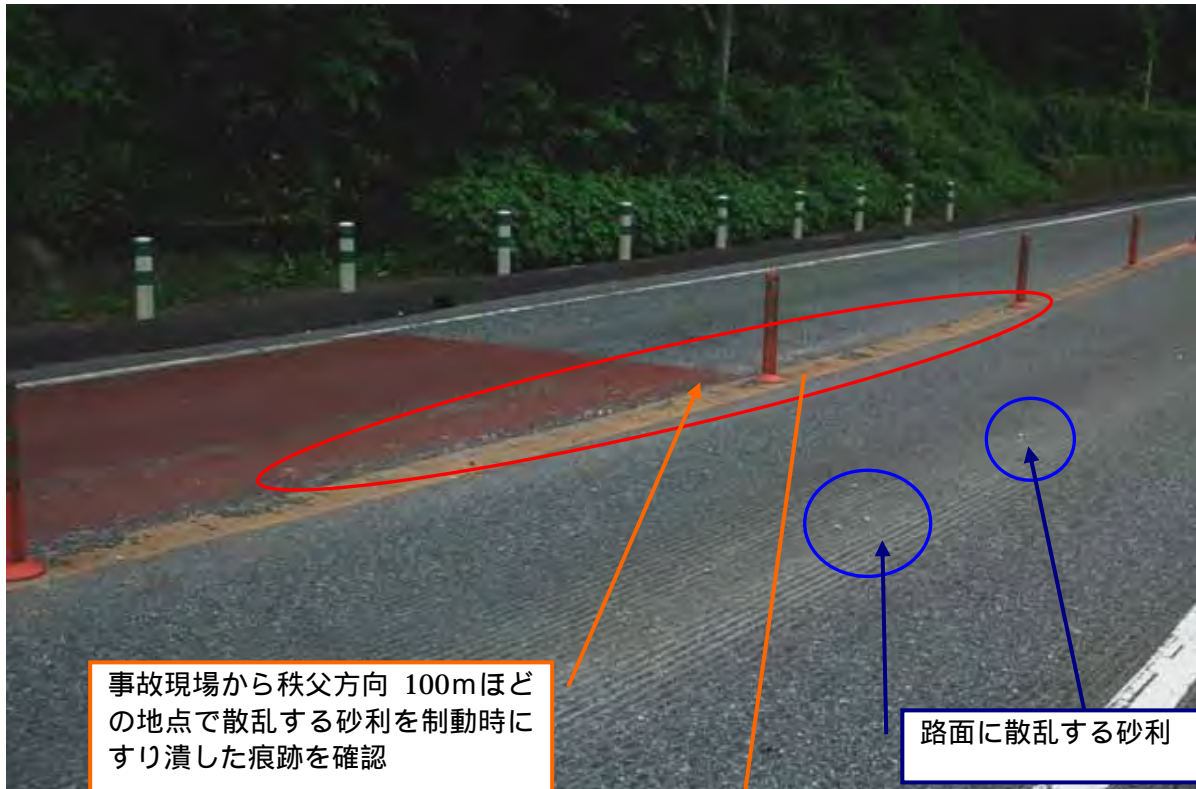 事故現場から秩父方向 100mほど
の地点で散乱する砂利を制動時に
すり潰した痕跡を確認
路面に散乱する砂利